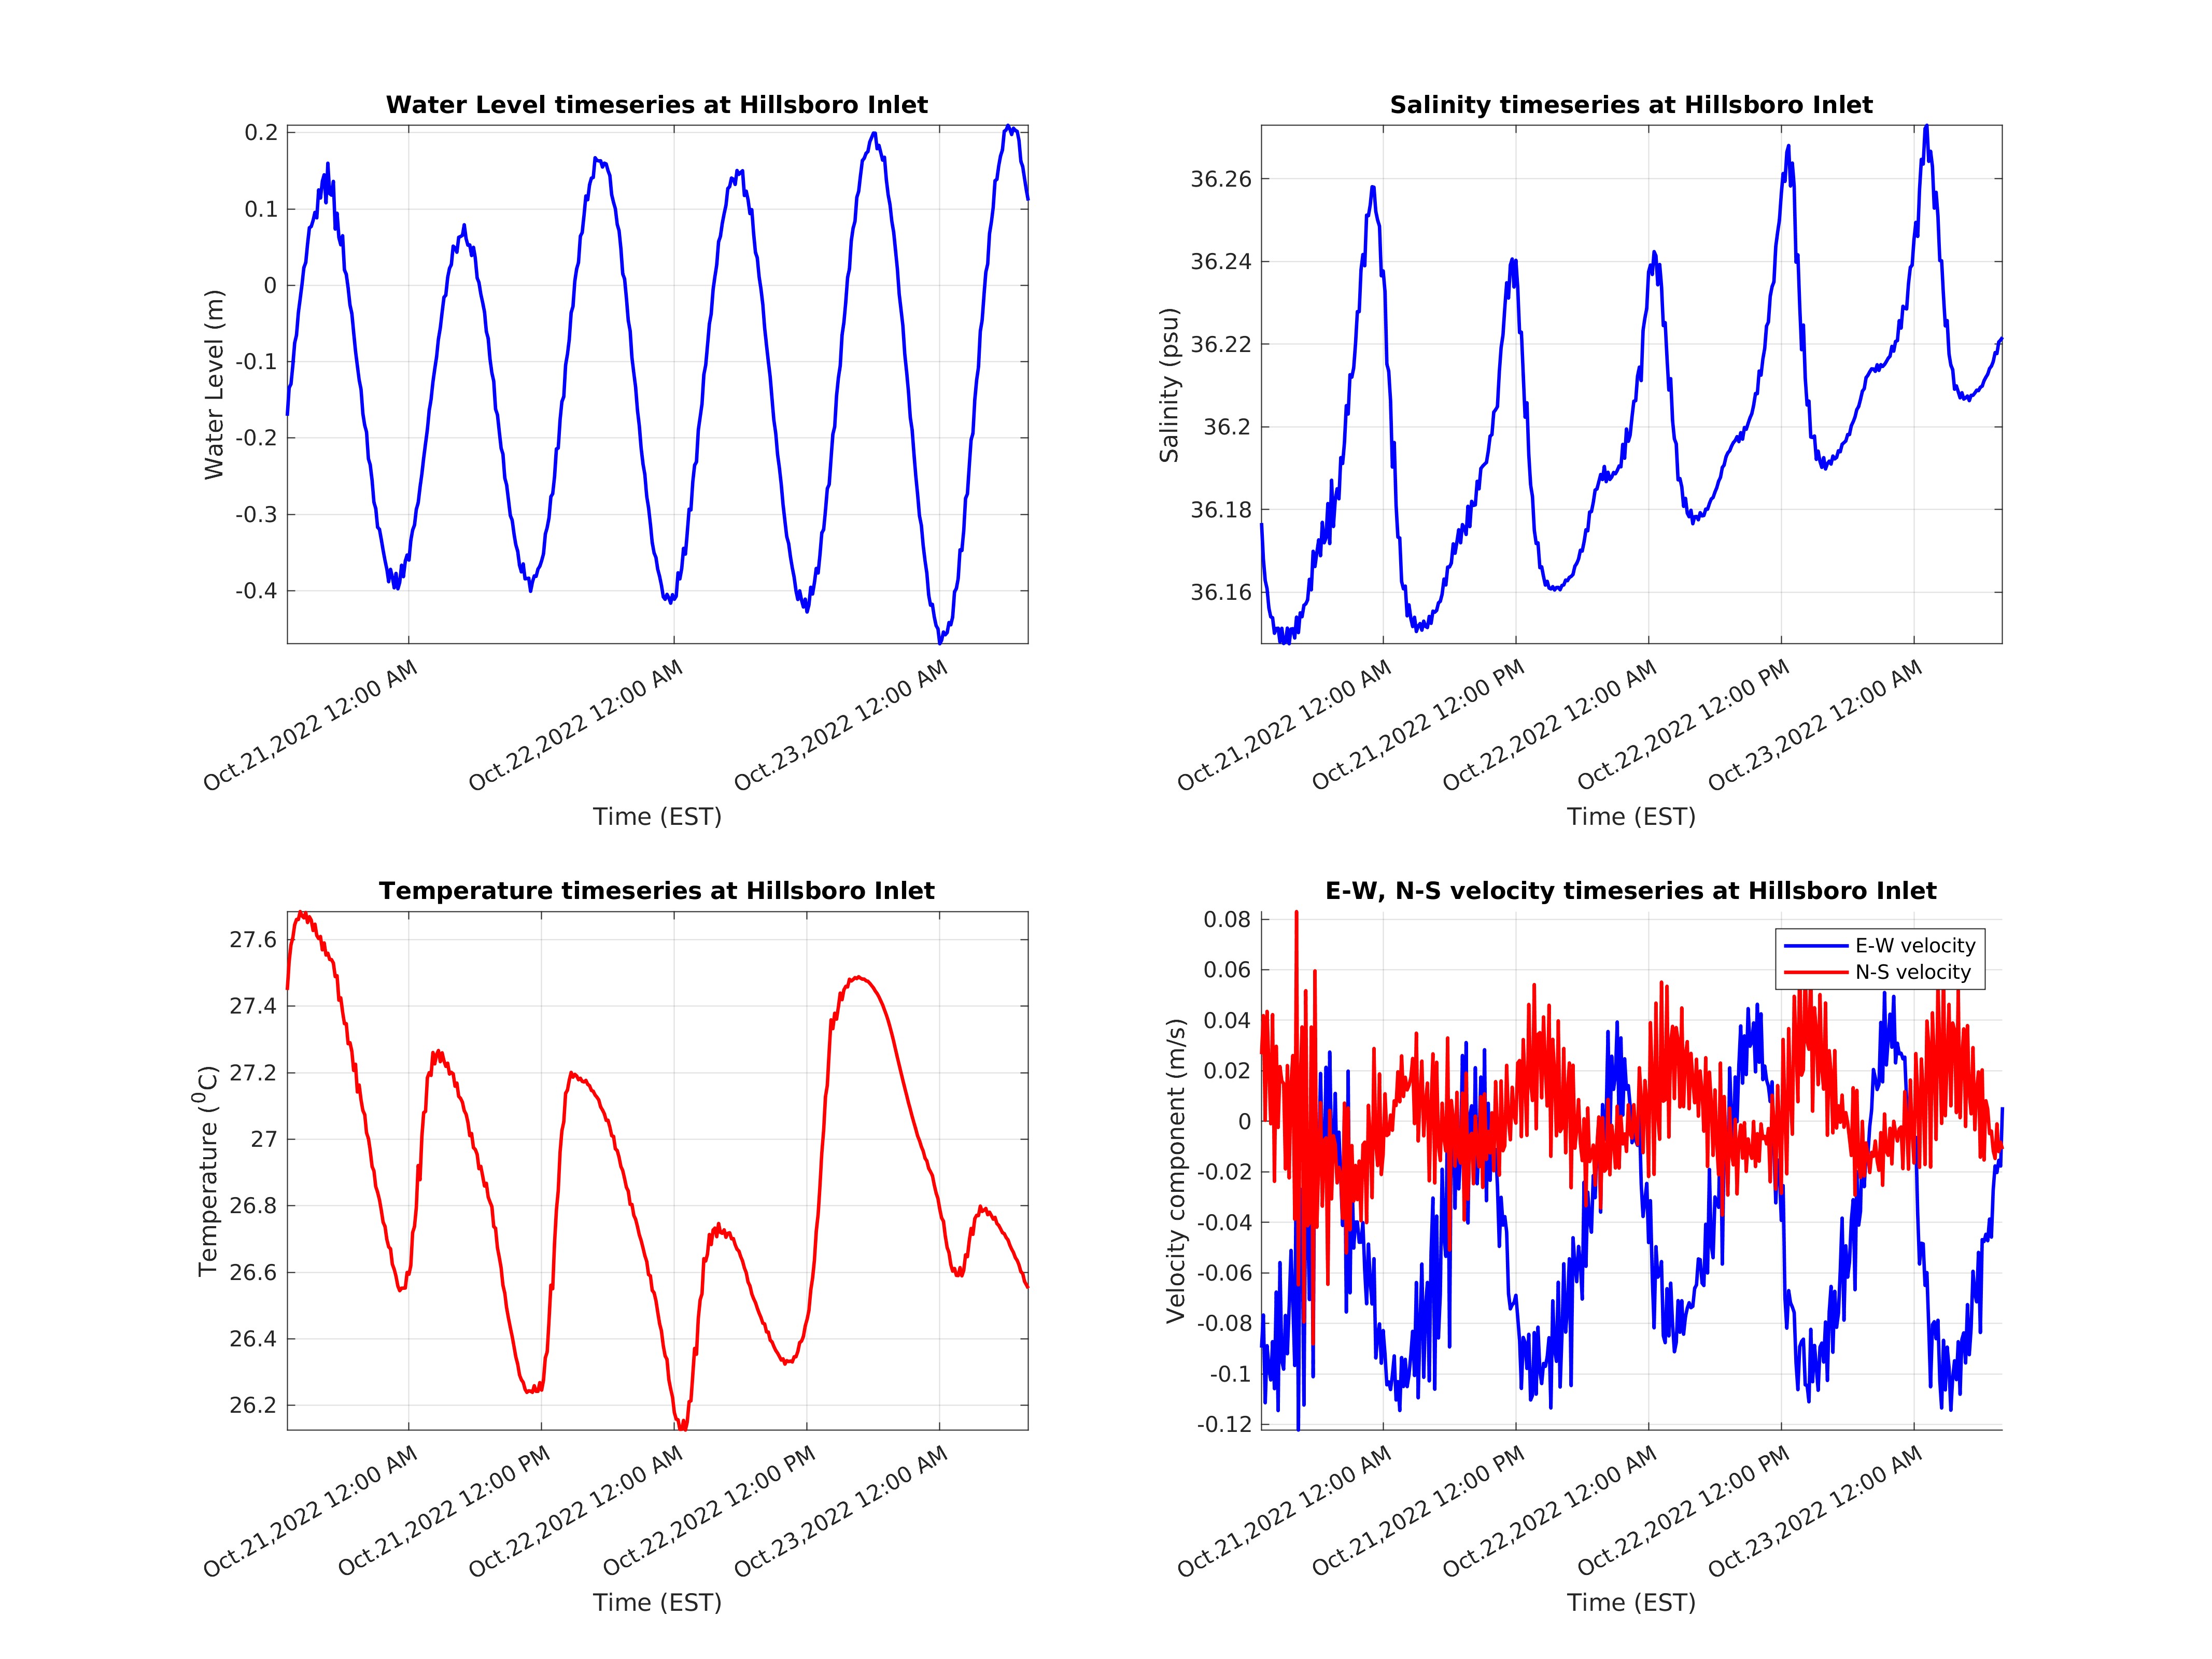 Water Level timeseries at Hillsboro Inlet
0.2
0.1
0
-0.1
-0.2
-0.3
-0.4
Water Level (m)
Oct.21,2022 12:00 AM
Oct.22,2022 12:00 AM
Oct.23,2022 12:00 AM
Time (EST)
Salinity timeseries at Hillsboro Inlet
36.26
36.24
36.22
36.2
36.18
36.16
Salinity (psu)
Oct.21,2022 12:00 AM
Oct.21,2022 12:00 PM
Oct.22,2022 12:00 AM
Oct.22,2022 12:00 PM
Oct.23,2022 12:00 AM
Time (EST)
Temperature timeseries at Hillsboro Inlet
27.6
27.4
27.2
27
26.8
26.6
26.4
26.2
Temperature (⁰C)
Oct.21,2022 12:00 AM
Oct.21,2022 12:00 PM
Oct.22,2022 12:00 AM
Oct.22,2022 12:00 PM
Oct.23,2022 12:00 AM
Time (EST)
E-W, N-S velocity timeseries at Hillsboro Inlet
E-W velocity
N-S velocity
0.08
0.06
0.04
0.02
0
-0.02
-0.04
-0.06
-0.08
-0.1
-0.12
Velocity component (m/s)
Oct.21,2022 12:00 AM
Oct.21,2022 12:00 PM
Oct.22,2022 12:00 AM
Oct.22,2022 12:00 PM
Oct.23,2022 12:00 AM
Time (EST)